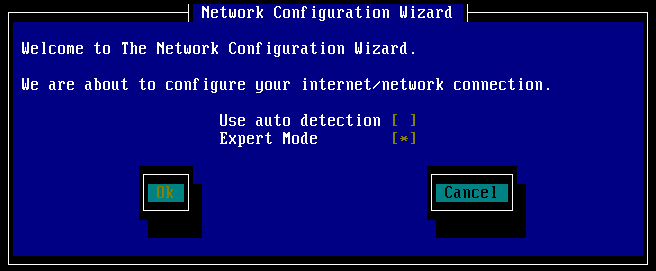 Network Configuration Wizard
Welcome to The Network Configuration Wizard.
We are about to configure your internet/network connection.
Use auto detection [ ]
Expert Mode [*]
Ok Cancel